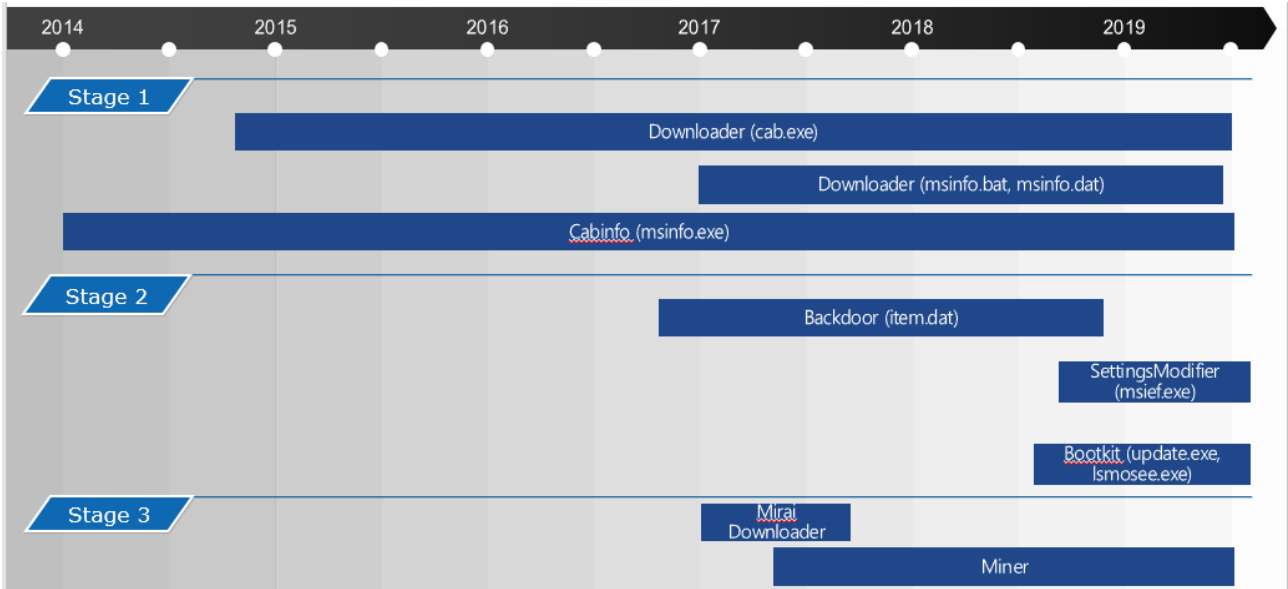 2014 2015 2016 2017 2018 2019
Stage 1
Downloader (cab.exe)
Downloader (msinfo.bat, msinfo.dat)
Cabinfo (msinfo.exe)
Stage 2
Backdoor (item.dat)
SettingsModifier
(msief.exe)
Bootkit (update.exe,
lsmosee.exe)
Stage 3
Mirai
Downloader
Miner